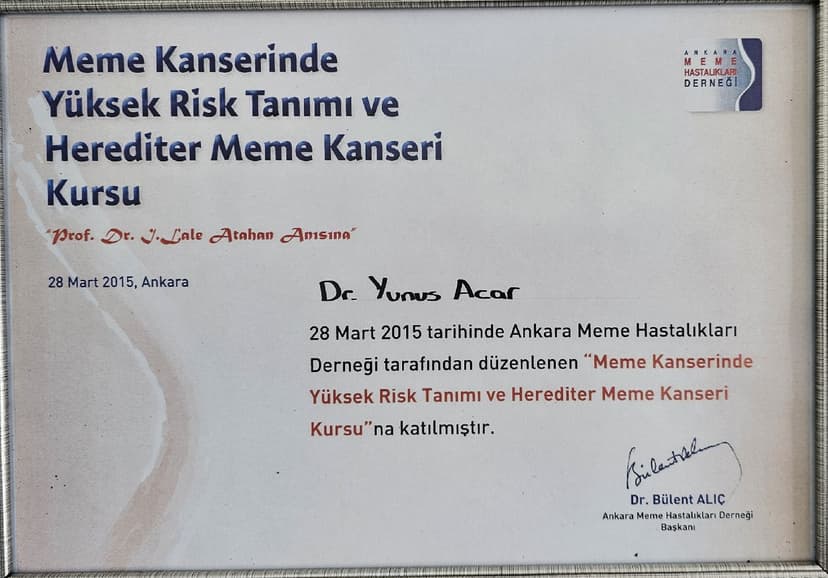 Meme Kanserinde
Yüksek Risk Tanımı ve
Herediter Meme Kanseri
Kursu
"Prof. Dr. J.Lale Atahan Anısına"
28 Mart 2015, Ankara
ANKARA
MEME
HASTALIKLARI
DERNEĞİ
Dr. Yunus Acar
28 Mart 2015 tarihinde Ankara Meme Hastalıkları
Derneği tarafından düzenlenen "Meme Kanserinde
Yüksek Risk Tanımı ve Herediter Meme Kanseri
Kursu"na katılmıştır.
Dr. Bülent ALIÇ
Ankara Meme Hastalıkları Derneği
Başkanı